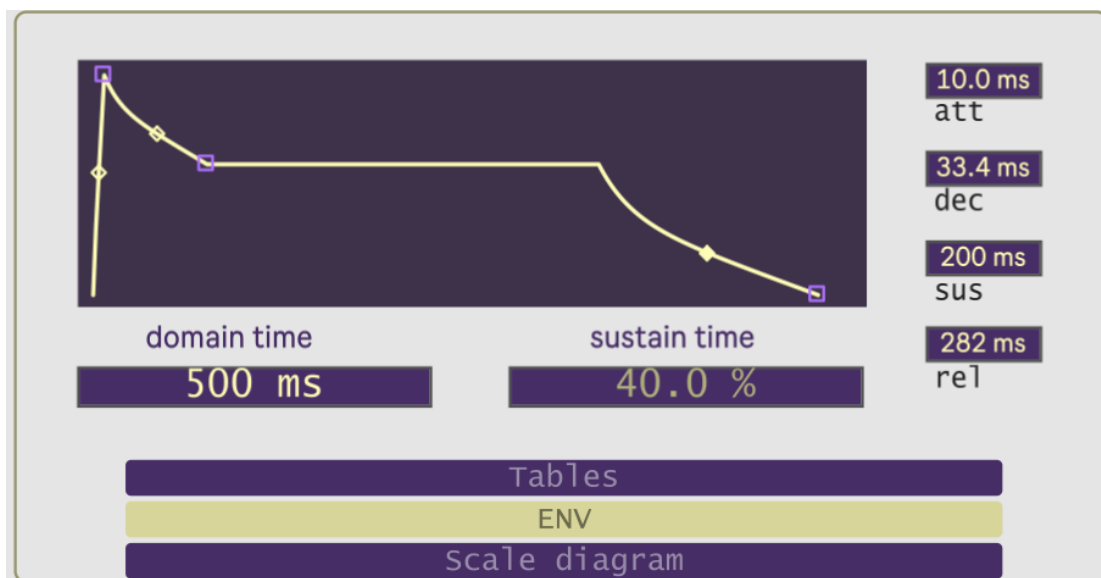 10.0 ms
att
33.4 ms
dec
200 ms
sus
282 ms
rel
domain time
sustain time
500 ms
40.0 %
Tables
ENV
Scale diagram